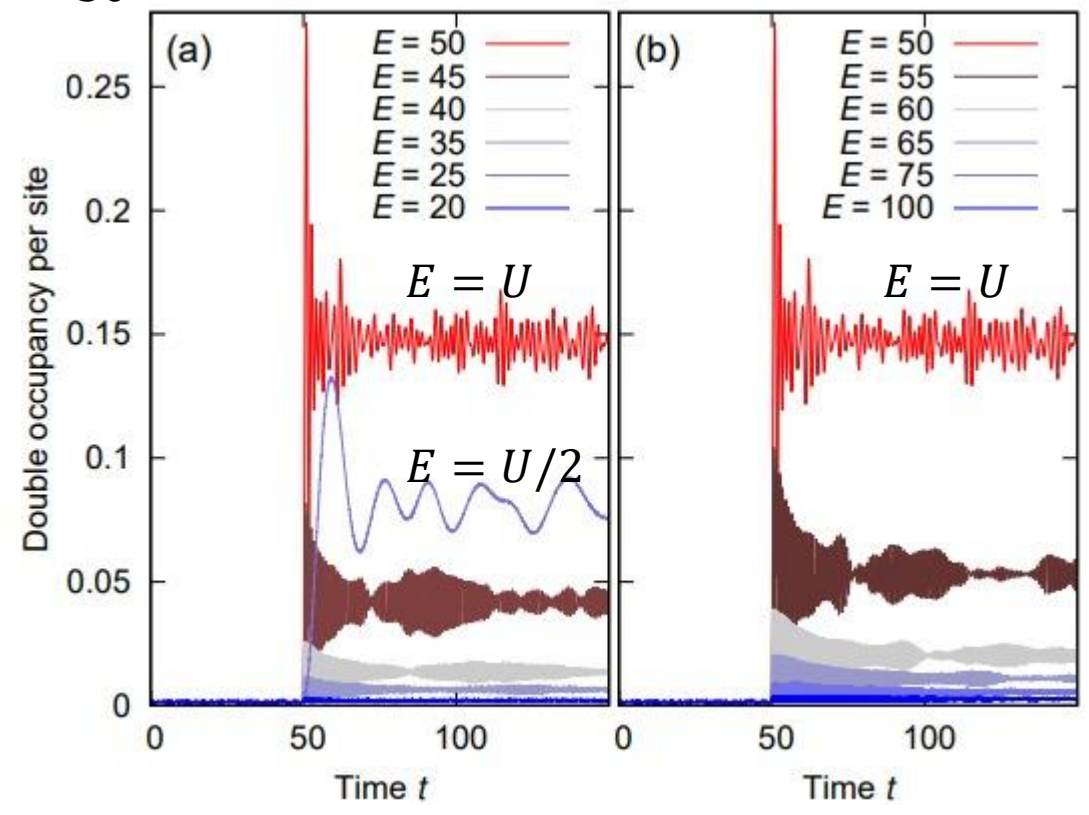 (a)
E = 50
E = 45
E = 40
E = 35
E = 25
E = 20
E = U
E = U/2
(b)
E = 50
E = 55
E = 60
E = 65
E = 75
E = 100
E = U
0.25
0.2
0.15
0.1
0.05
0
Double occupancy per site
0 50 100
0 50 100
Time t
Time t